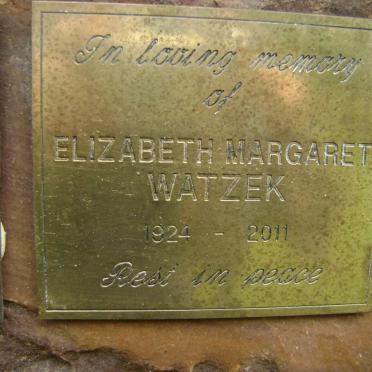 In loving memory
of
ELIZABETH MARGARET
WATZEK
1924 - 2011
Rest in peace